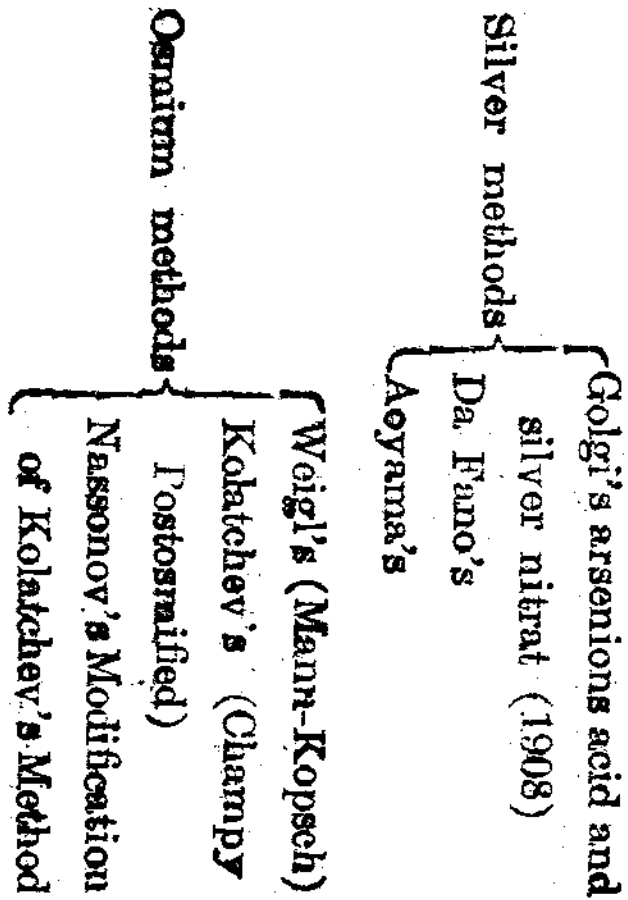 Silver methods
Golgi's arsenions acid and
silver nitrat (1908)
Da Fano's
Aoyama's
Osmium methods
Weigl's (Mann-Kopsch)
Kolatchev's (Champy
Postosmified)
Nassonov's Modification
of Kolatchev's Method